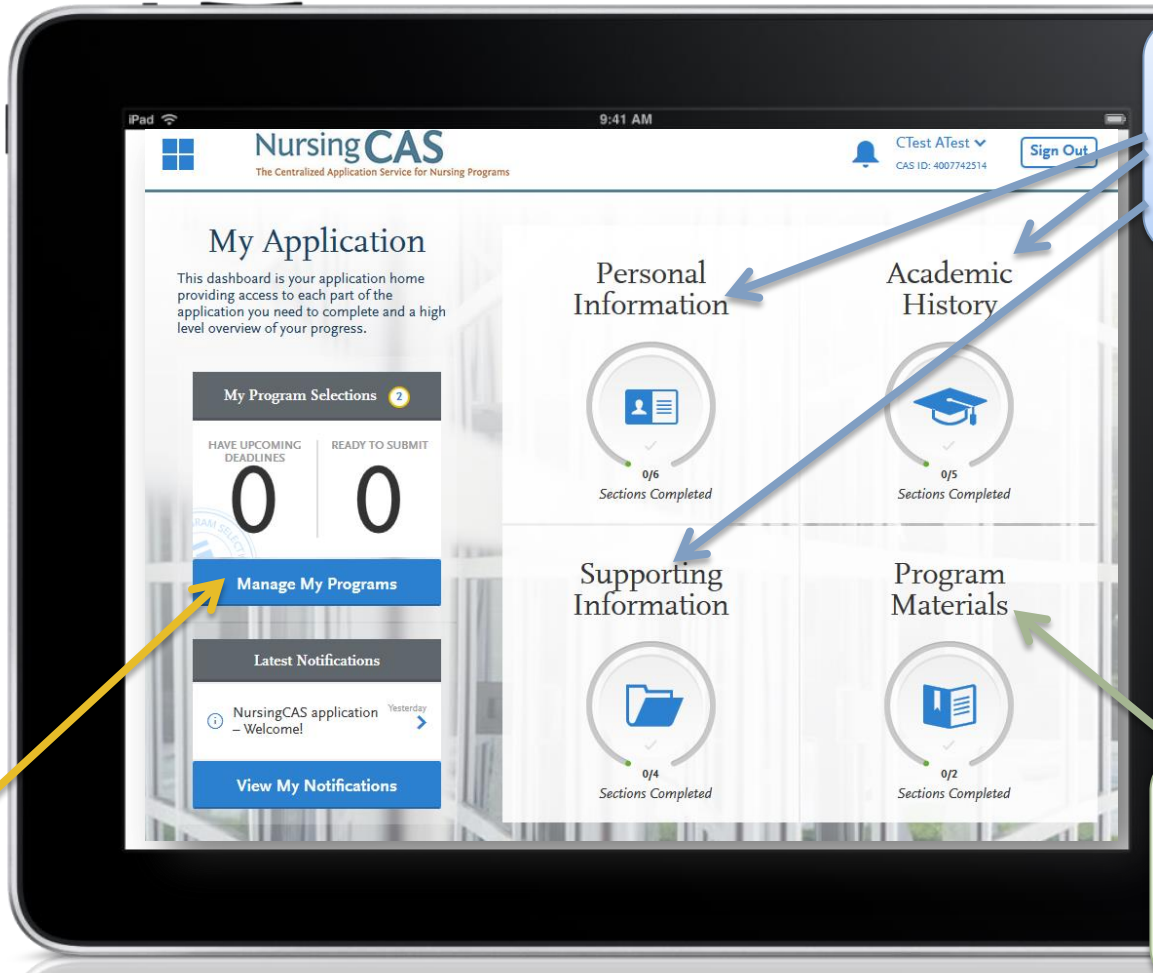 iPad
9:41 AM
NursingCAS
The Centralized Application Service for Nursing Programs
CTest ATest
CAS ID: 4007742514
Sign Out
My Application
This dashboard is your application home
providing access to each part of the
application you need to complete and a high
level overview of your progress.
My Program Selections 2
HAVE UPCOMING
DEADLINES
0
READY TO SUBMIT
0
Manage My Programs
Latest Notifications
NursingCAS application
– Welcome!
Yesterday
View My Notifications
Personal
Information
0/6
Sections Completed
Academic
History
0/5
Sections Completed
Supporting
Information
0/4
Sections Completed
Program
Materials
0/2
Sections Completed